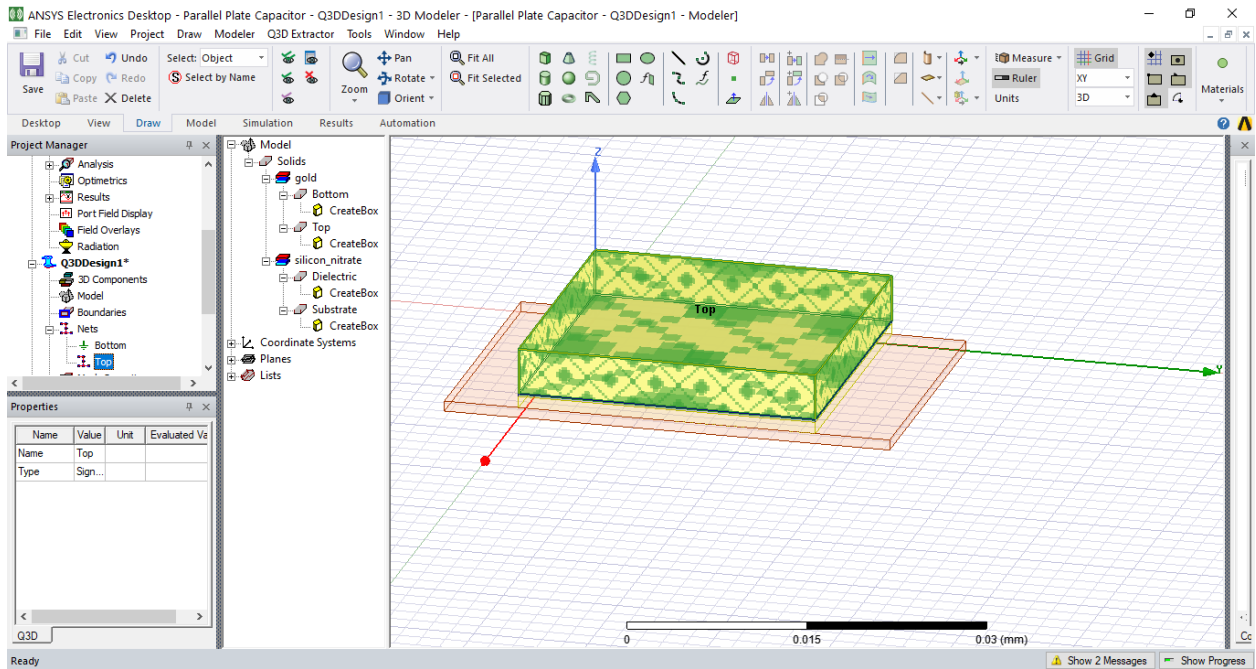 ANSYS Electronics Desktop - Parallel Plate Capacitor - Q3DDesign1 - 3D Modeler - [Parallel Plate Capacitor - Q3DDesign1 - Modeler]
File Edit View Project Draw Modeler Q3D Extractor Tools Window Help
Save
Cut Undo
Copy Redo
Paste Delete
Select: Object
Select by Name
Zoom
Pan
Rotate
Orient
Fit All
Fit Selected
Measure
Ruler
Units
Grid
XY
3D
Materials
Desktop View Draw Model Simulation Results Automation
Project Manager
Analysis
Optimetrics
Results
Port Field Display
Field Overlays
Radiation
Q3DDesign1*
3D Components
Model
Boundaries
Nets
Bottom
Top
Properties
Name Value Unit Evaluated Va
Name Top
Type Sign...
Q3D
Model
Solids
gold
Bottom
CreateBox
Top
CreateBox
silicon_nitrate
Dielectric
CreateBox
Substrate
CreateBox
Coordinate Systems
Planes
Lists
Z
Top
Y
0 0.015 0.03 (mm)
Co
Ready
Show 2 Messages Show Progress